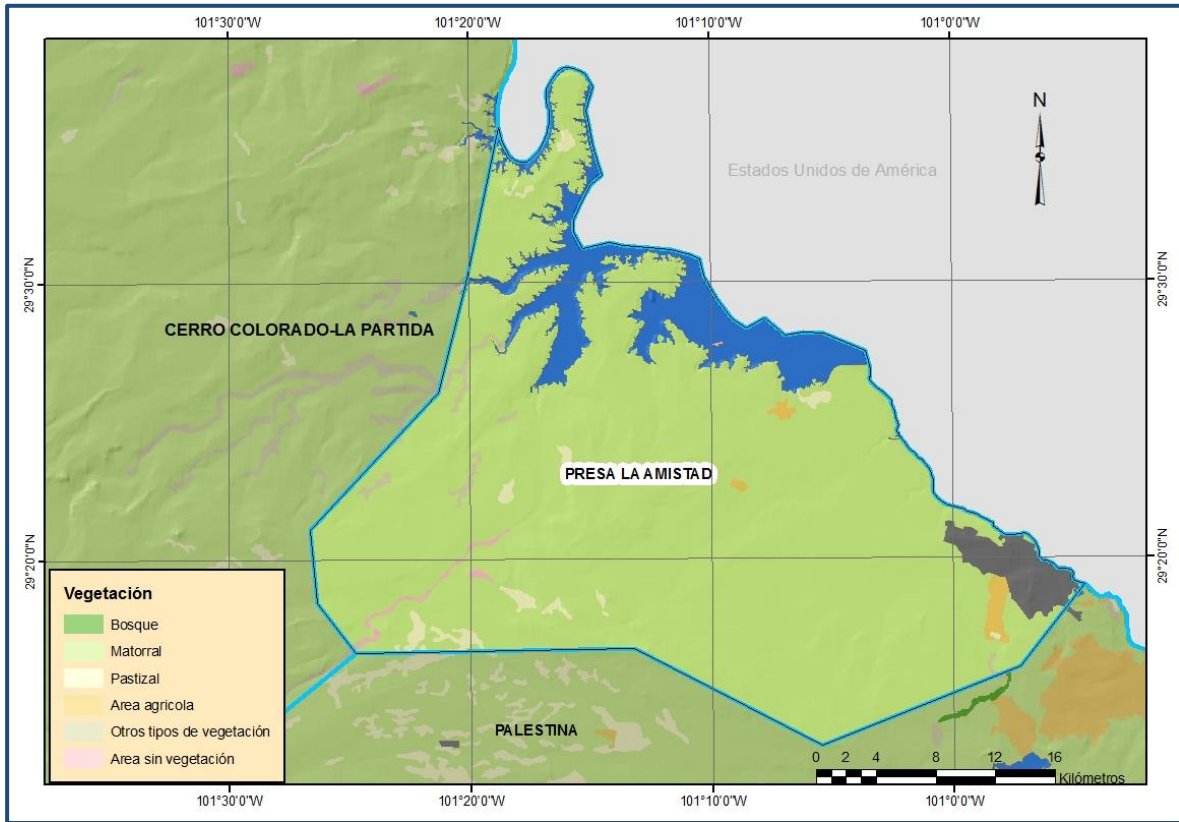 101°30'0"W
101°20'0"W
101°10'0"W
101°0'0"W
N
Estados Unidos de América
29°30'0"N
29°30'0"N
CERRO COLORADO-LA PARTIDA
PRESA LA AMISTAD
29°20'0"N
29°20'0"N
Vegetación
Bosque
Matorral
Pastizal
Area agricola
Otros tipos de vegetación
Area sin vegetación
PALESTINA
0 2 4 8 12 16
Kilómetros
101°30'0"W
101°20'0"W
101°10'0"W
101°0'0"W